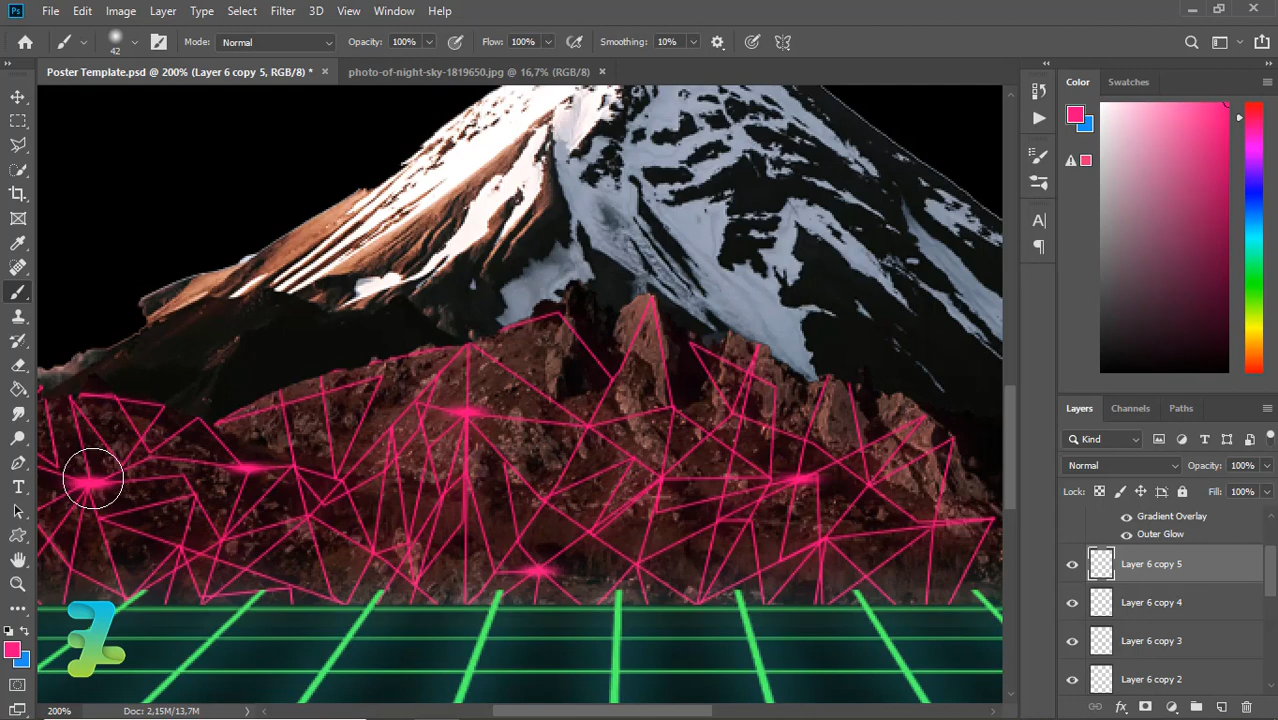 Ps File Edit Image Layer Type Select Filter 3D View Window Help
42 Mode: Normal Opacity: 100% Flow: 100% Smoothing: 10%
Poster Template.psd @ 200% (Layer 6 copy 5, RGB/8) * photo-of-night-sky-1819650.jpg @ 16,7% (RGB/8)
Color Swatches
Layers Channels Paths
Kind
Normal Opacity: 100%
Lock: Fill: 100%
Gradient Overlay
Outer Glow
Layer 6 copy 5
Layer 6 copy 4
Layer 6 copy 3
Layer 6 copy 2
200% Doc: 2,15M/13,7M